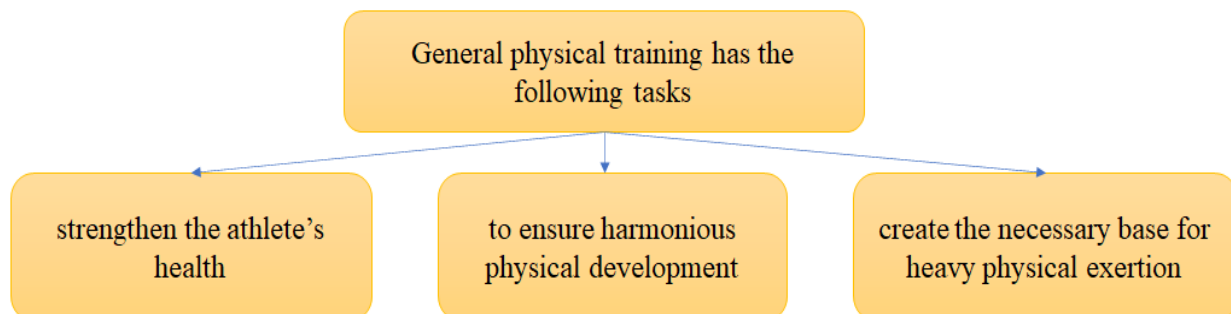 General physical training has the
following tasks
strengthen the athlete’s
health
to ensure harmonious
physical development
create the necessary base for
heavy physical exertion